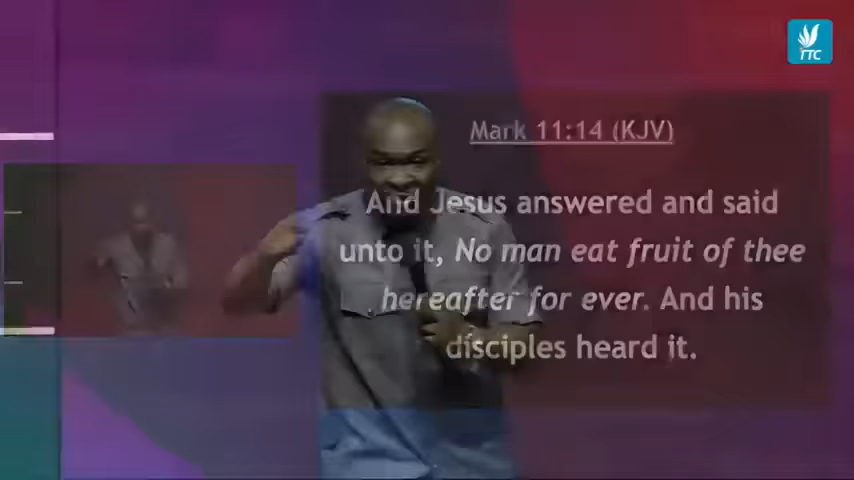 TTC
Mark 11:14 (KJV)
And Jesus answered and said
unto it, No man eat fruit of thee
hereafter for ever. And his
disciples heard it.